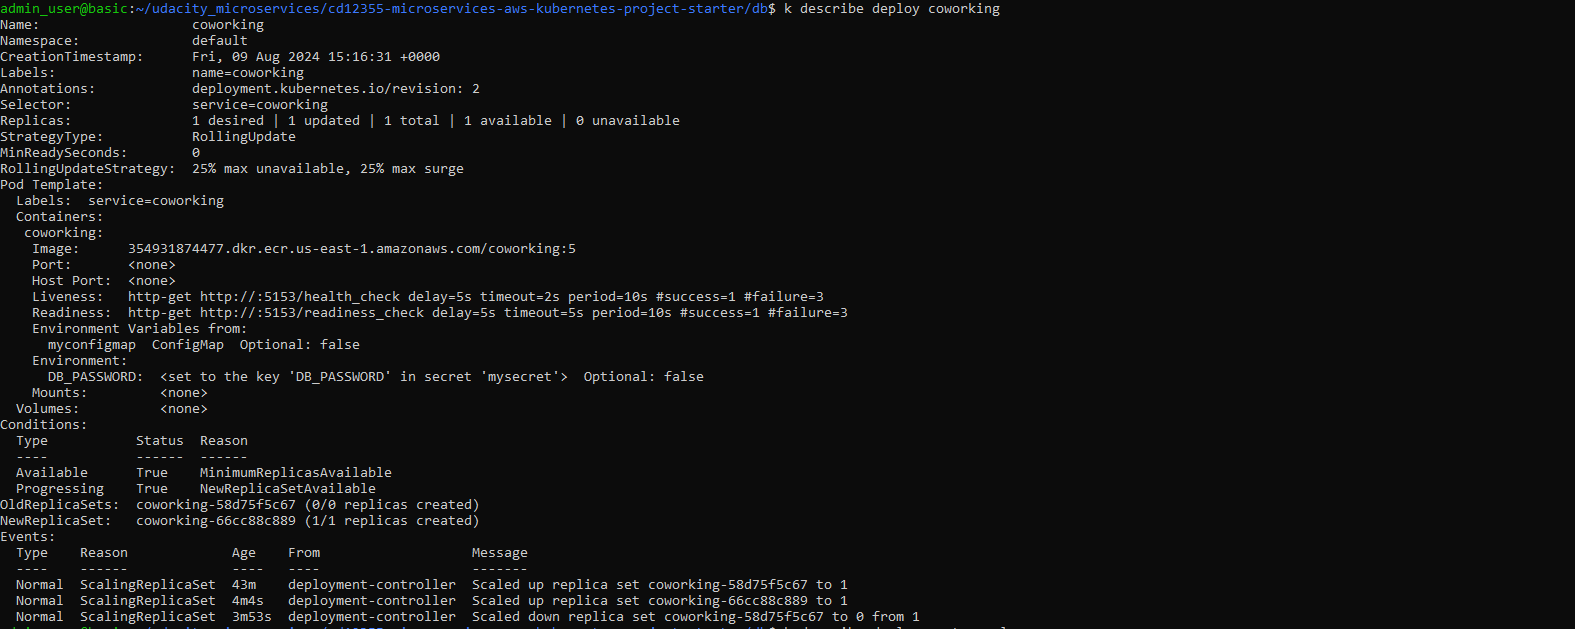 admin_user@basic:~/udacity_microservices/cd12355-microservices-aws-kubernetes-project-starter/db$ k describe deploy coworking
Name:                   coworking
Namespace:              default
CreationTimestamp:      Fri, 09 Aug 2024 15:16:31 +0000
Labels:                 name=coworking
Annotations:            deployment.kubernetes.io/revision: 2
Selector:               service=coworking
Replicas:               1 desired | 1 updated | 1 total | 1 available | 0 unavailable
StrategyType:           RollingUpdate
MinReadySeconds:        0
RollingUpdateStrategy:  25% max unavailable, 25% max surge
Pod Template:
  Labels:  service=coworking
  Containers:
   coworking:
    Image:      354931874477.dkr.ecr.us-east-1.amazonaws.com/coworking:5
    Port:       <none>
    Host Port:  <none>
    Liveness:   http-get http://:5153/health_check delay=5s timeout=2s period=10s #success=1 #failure=3
    Readiness:  http-get http://:5153/readiness_check delay=5s timeout=5s period=10s #success=1 #failure=3
    Environment Variables from:
      myconfigmap  ConfigMap  Optional: false
    Environment:
      DB_PASSWORD:  <set to the key 'DB_PASSWORD' in secret 'mysecret'>  Optional: false
    Mounts:         <none>
  Volumes:          <none>
Conditions:
  Type           Status  Reason
  ----           ------  ------
  Available      True    MinimumReplicasAvailable
  Progressing    True    NewReplicaSetAvailable
OldReplicaSets:  coworking-58d75f5c67 (0/0 replicas created)
NewReplicaSet:   coworking-66cc88c889 (1/1 replicas created)
Events:
  Type    Reason             Age    From                   Message
  ----    ------             ----   ----                   -------
  Normal  ScalingReplicaSet  43m    deployment-controller  Scaled up replica set coworking-58d75f5c67 to 1
  Normal  ScalingReplicaSet  4m4s   deployment-controller  Scaled up replica set coworking-66cc88c889 to 1
  Normal  ScalingReplicaSet  3m53s  deployment-controller  Scaled down replica set coworking-58d75f5c67 to 0 from 1